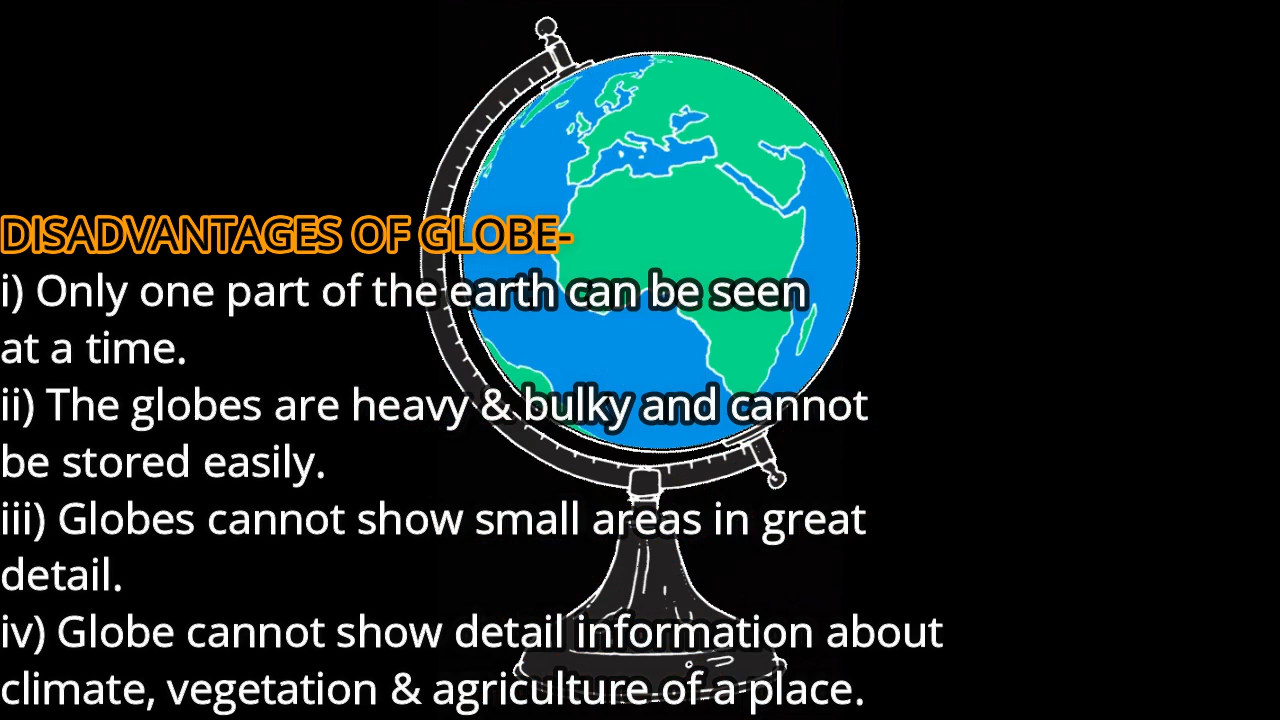 DISADVANTAGES OF GLOBE-
i) Only one part of the earth can be seen
at a time.
ii) The globes are heavy & bulky and cannot
be stored easily.
iii) Globes cannot show small areas in great
detail.
iv) Globe cannot show detail information about
climate, vegetation & agriculture of a place.